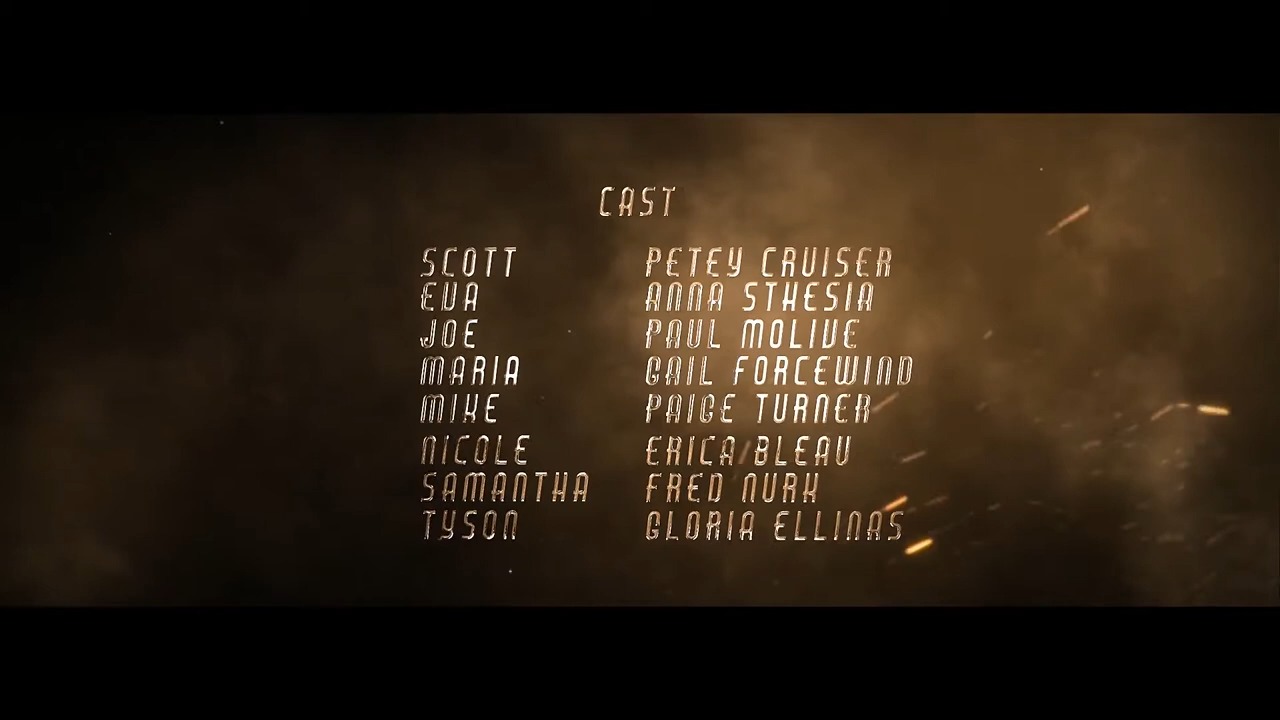 CAST
SCOTT PETEY CRUISER
EVA ANNA STHESIA
JOE PAUL MOLIVE
MARIA GAIL FORCEWIND
MIKE PAIGE TURNER
NICOLE ERICA BLEAU
SAMANTHA FRED NURK
TYSON GLORIA ELLINAS